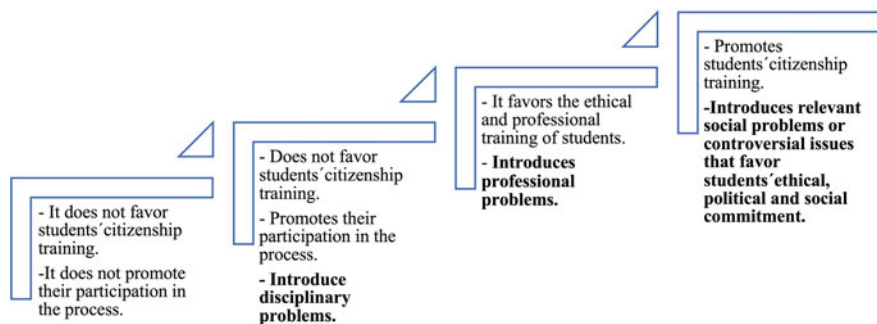 - It does not favor
students´citizenship
training.
-It does not promote
their participation in
the process.
- Does not favor
students´citizenship
training.
- Promotes their
participation in the
process.
- Introduce
disciplinary
problems.
- It favors the ethical
and professional
training of students.
- Introduces
professional
problems.
- Promotes
students´citizenship
training.
-Introduces relevant
social problems or
controversial issues
that favor
students´ethical,
political and social
commitment.